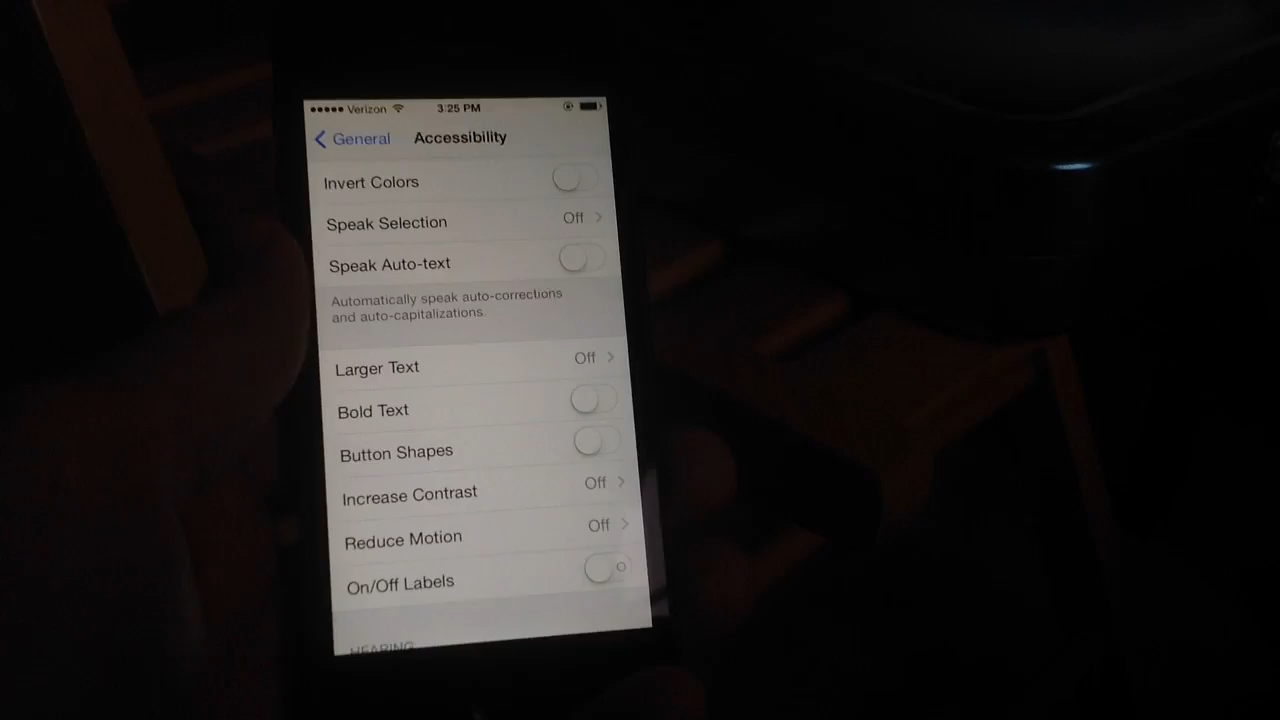 Verizon 3:25 PM
General Accessibility
Invert Colors
Speak Selection Off
Speak Auto-text
Automatically speak auto-corrections
and auto-capitalizations.
Larger Text Off
Bold Text
Button Shapes
Increase Contrast Off
Reduce Motion Off
On/Off Labels
HEARING